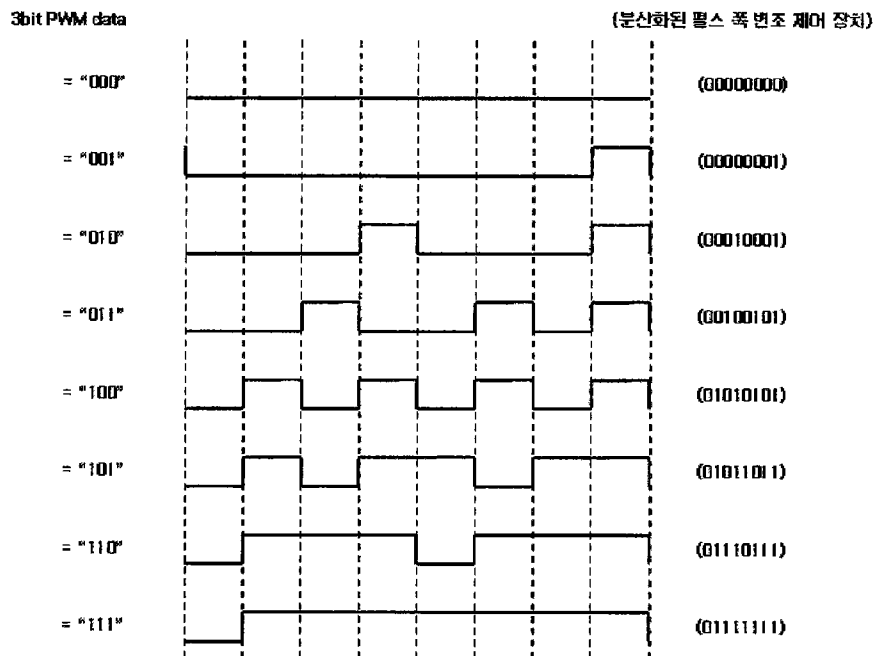 3bit PWM data (분산화된 펄스 폭 변조 제어 장치)
= "000" (00000000)
= "001" (00000001)
= "010" (00010001)
= "011" (00100101)
= "100" (01010101)
= "101" (01011011)
= "110" (01110111)
= "111" (01111111)